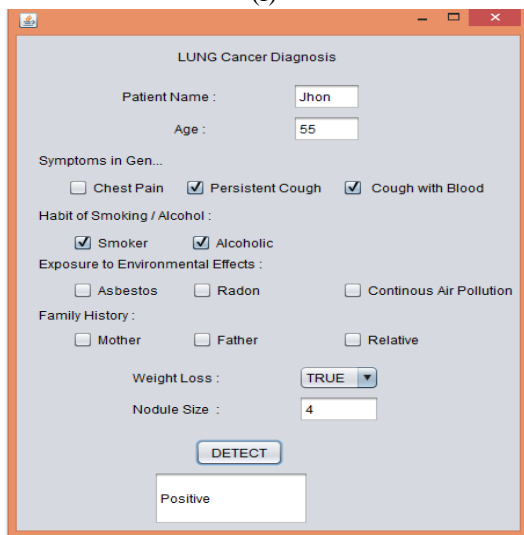 LUNG Cancer Diagnosis
Patient Name : Jhon
Age : 55
Symptoms in Gen...
Chest Pain Persistent Cough Cough with Blood
Habit of Smoking / Alcohol :
Smoker Alcoholic
Exposure to Environmental Effects :
Asbestos Radon Continous Air Pollution
Family History :
Mother Father Relative
Weight Loss : TRUE
Nodule Size : 4
DETECT
Positive